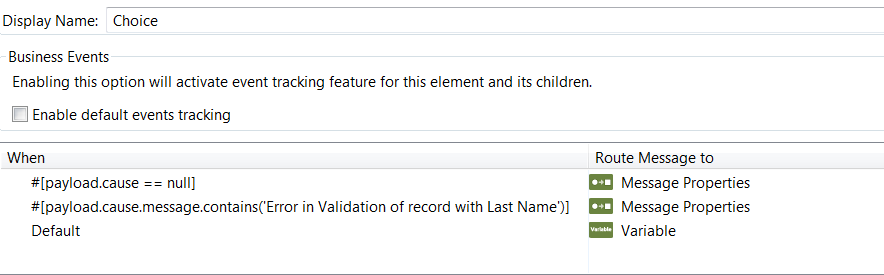 Display Name: Choice
Business Events
Enabling this option will activate event tracking feature for this element and its children.
Enable default events tracking
When Route Message to
#[payload.cause == null] Message Properties
#[payload.cause.message.contains('Error in Validation of record with Last Name')] Message Properties
Default Variable Variable